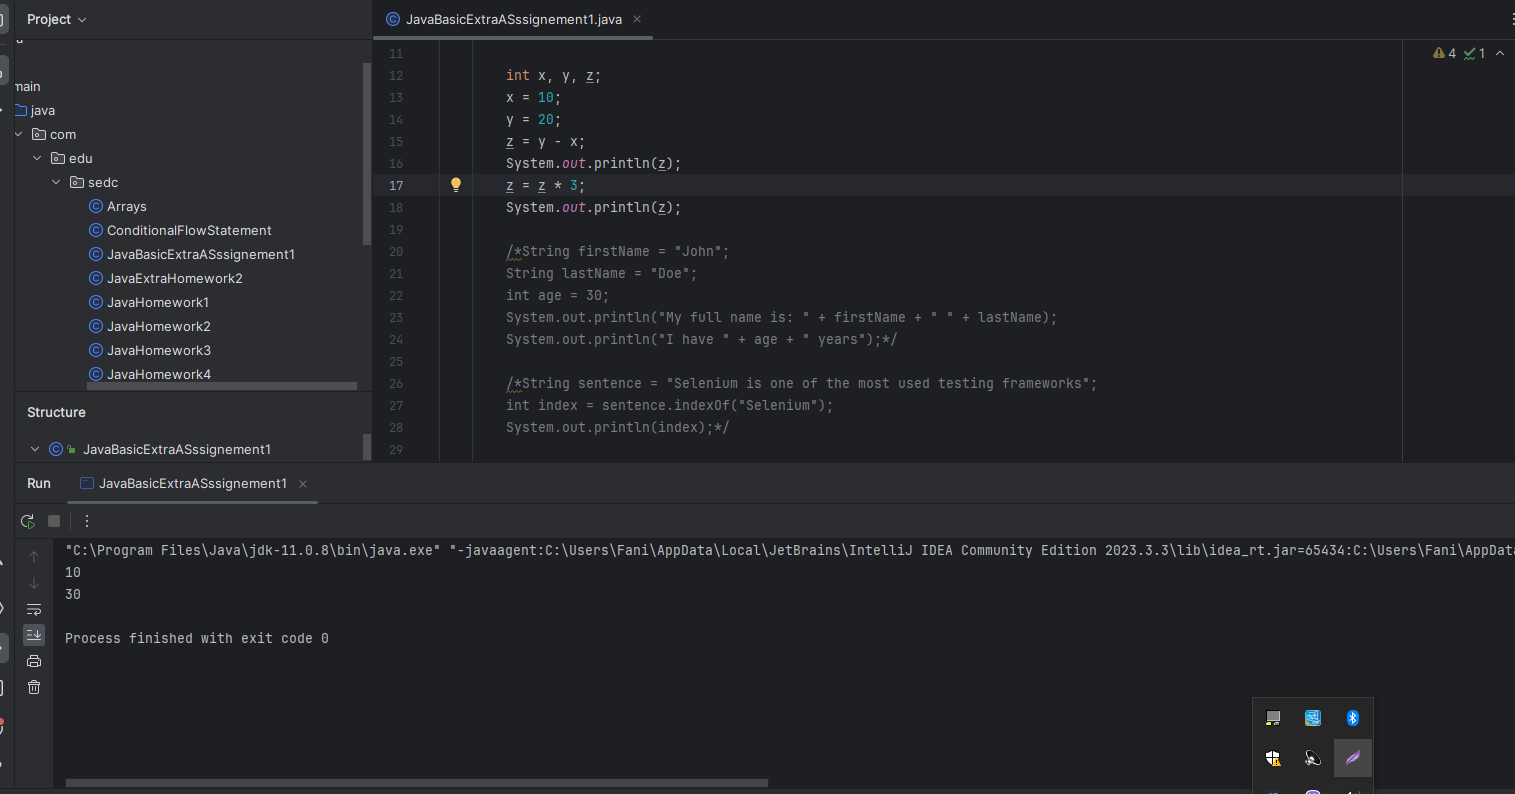 Project
JavaBasicExtraASssignement1.java
main
java
com
edu
sedc
Arrays
ConditionalFlowStatement
JavaBasicExtraASssignement1
JavaExtraHomework2
JavaHomework1
JavaHomework2
JavaHomework3
JavaHomework4
Structure
JavaBasicExtraASssignement1
4 1
11
12 int x, y, z;
13 x = 10;
14 y = 20;
15 z = y - x;
16 System.out.println(z);
17 z = z * 3;
18 System.out.println(z);
19
20 /*String firstName = "John";
21 String lastName = "Doe";
22 int age = 30;
23 System.out.println("My full name is: " + firstName + " " + lastName);
24 System.out.println("I have " + age + " years");*/
25
26 /*String sentence = "Selenium is one of the most used testing frameworks";
27 int index = sentence.indexOf("Selenium");
28 System.out.println(index);*/
29
Run JavaBasicExtraASssignement1
"C:\Program Files\Java\jdk-11.0.8\bin\java.exe" "-javaagent:C:\Users\Fani\AppData\Local\JetBrains\IntelliJ IDEA Community Edition 2023.3.3\lib\idea_rt.jar=65434:C:\Users\Fani\AppData
10
30
Process finished with exit code 0